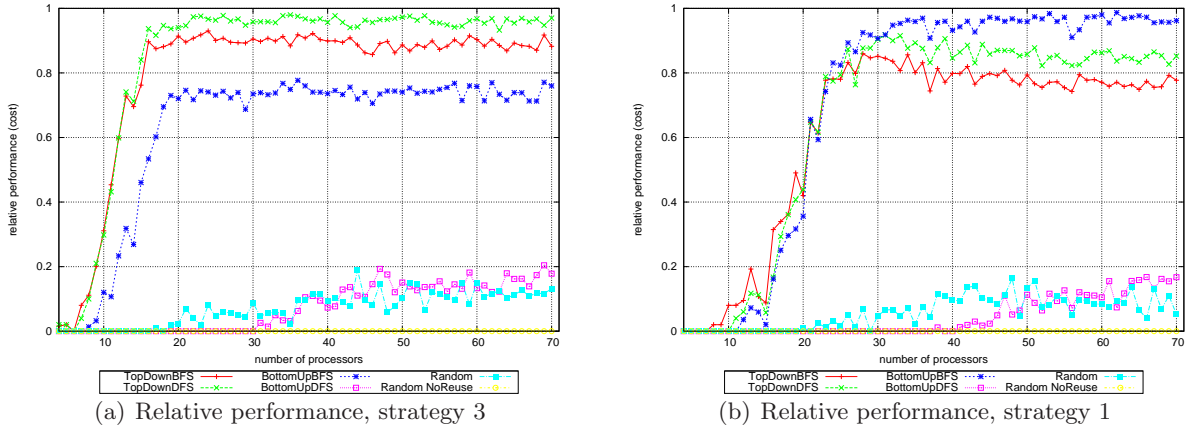 1
0.8
0.6
0.4
0.2
0
10
20
30
40
50
60
70
relative performance (cost)
number of processors
TopDownBFS
TopDownDFS
BottomUpBFS
BottomUpDFS
Random
Random NoReuse
(a) Relative performance, strategy 3
1
0.8
0.6
0.4
0.2
0
10
20
30
40
50
60
70
relative performance (cost)
number of processors
TopDownBFS
TopDownDFS
BottomUpBFS
BottomUpDFS
Random
Random NoReuse
(b) Relative performance, strategy 1